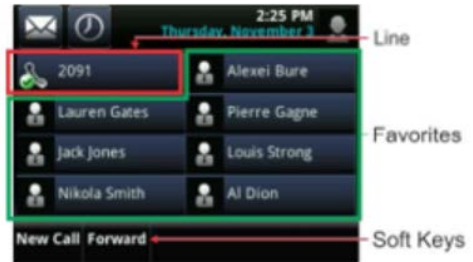 2:25 PM
Thursday, November 3
Line
2091
Alexei Bure
Lauren Gates
Pierre Gagne
Favorites
Jack Jones
Louis Strong
Nikola Smith
Al Dion
New Call Forward
Soft Keys